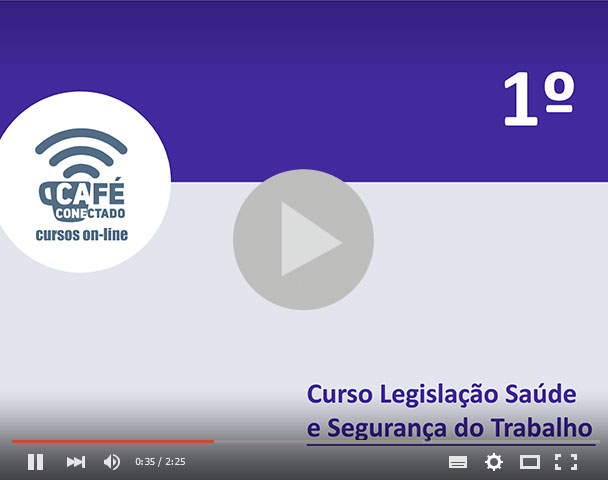 1º
CAFÉ
CONECTADO
cursos on-line
Curso Legislação Saúde
e Segurança do Trabalho
0:35 / 2:25